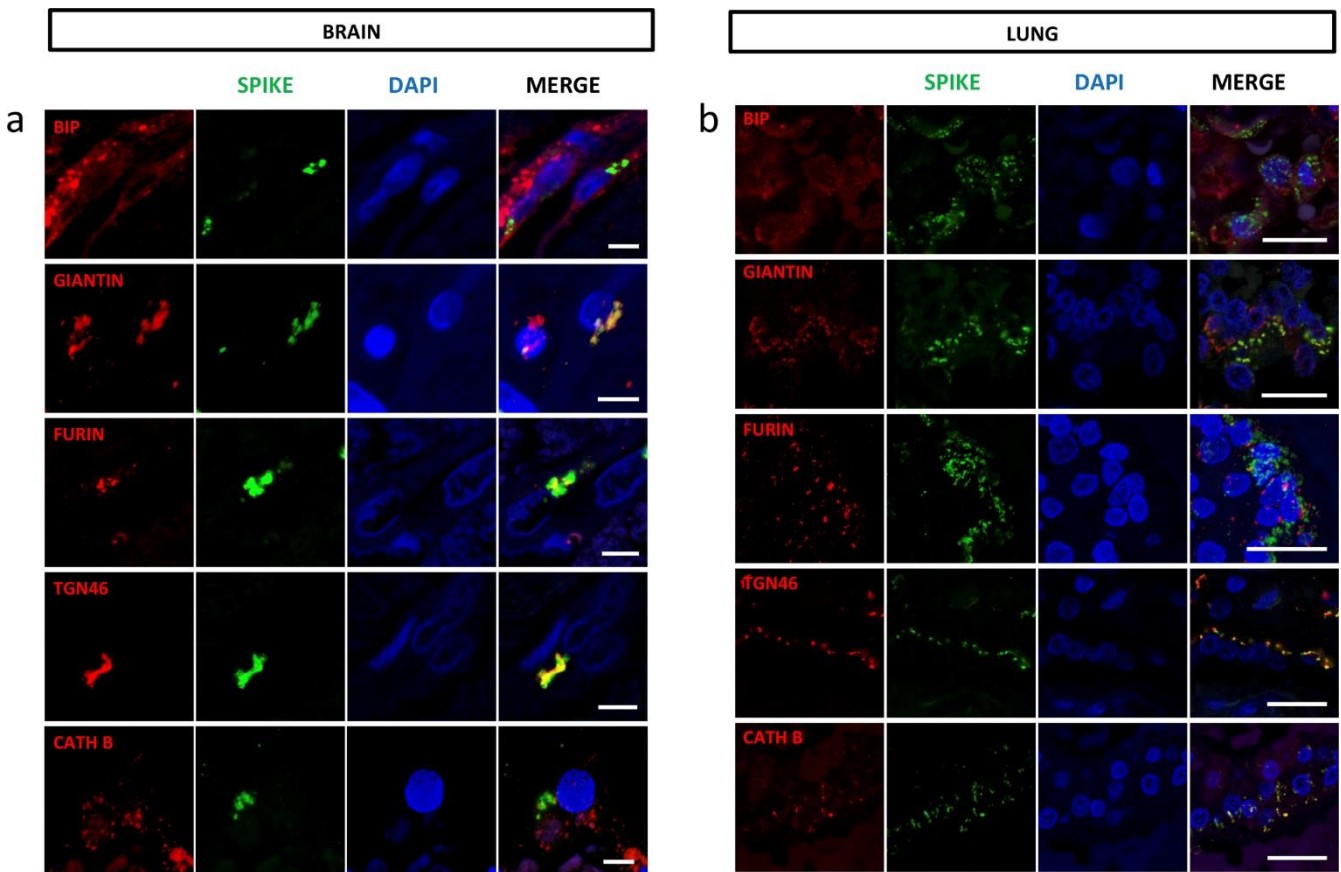 BRAIN
SPIKE DAPI MERGE
a
BIP
GIANTIN
FURIN
TGN46
CATH B
LUNG
SPIKE DAPI MERGE
b
BIP
GIANTIN
FURIN
TGN46
CATH B